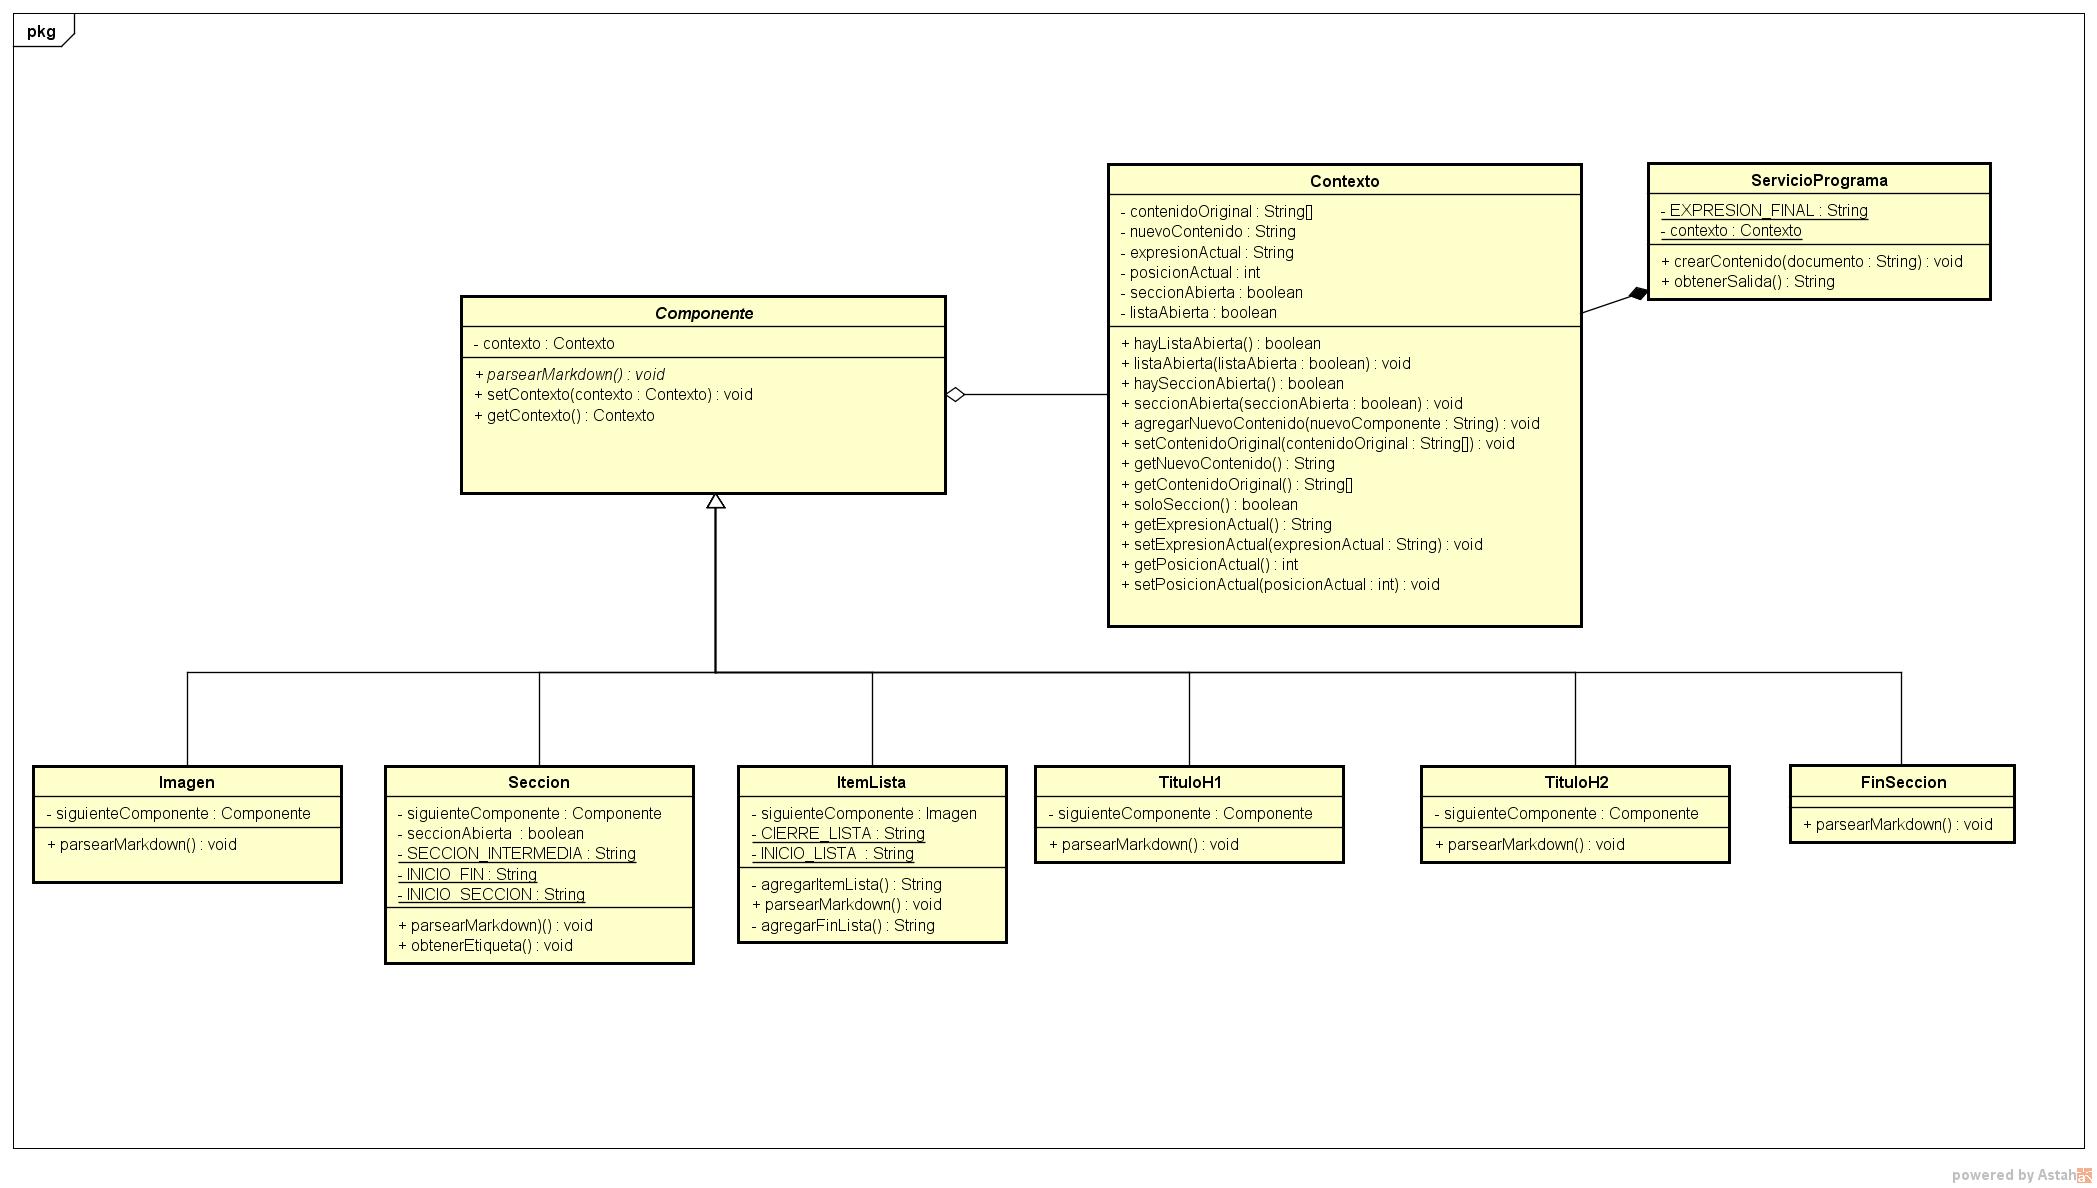 pkg
Contexto
- contenidoOriginal : String[]
- nuevoContenido : String
- expresionActual : String
- posicionActual : int
- seccionAbierta : boolean
- listaAbierta : boolean
+ hayListaAbierta() : boolean
+ listaAbierta(listaAbierta : boolean) : void
+ haySeccionAbierta() : boolean
+ seccionAbierta(seccionAbierta : boolean) : void
+ agregarNuevoContenido(nuevoComponente : String) : void
+ setContenidoOriginal(contenidoOriginal : String[]) : void
+ getNuevoContenido() : String
+ getContenidoOriginal() : String[]
+ soloSeccion() : boolean
+ getExpresionActual() : String
+ setExpresionActual(expresionActual : String) : void
+ getPosicionActual() : int
+ setPosicionActual(posicionActual : int) : void
ServicioPrograma
- EXPRESION_FINAL : String
- contexto : Contexto
+ crearContenido(documento : String) : void
+ obtenerSalida() : String
Componente
- contexto : Contexto
+ parsearMarkdown() : void
+ setContexto(contexto : Contexto) : void
+ getContexto() : Contexto
Imagen
- siguienteComponente : Componente
+ parsearMarkdown() : void
Seccion
- siguienteComponente : Componente
- seccionAbierta : boolean
- SECCION_INTERMEDIA : String
- INICIO_FIN : String
- INICIO_SECCION : String
+ parsearMarkdown)() : void
+ obtenerEtiqueta() : void
ItemLista
- siguienteComponente : Imagen
- CIERRE_LISTA : String
- INICIO_LISTA : String
- agregarItemLista() : String
+ parsearMarkdown() : void
- agregarFinLista() : String
TituloH1
- siguienteComponente : Componente
+ parsearMarkdown() : void
TituloH2
- siguienteComponente : Componente
+ parsearMarkdown() : void
FinSeccion
+ parsearMarkdown() : void
powered by Astah